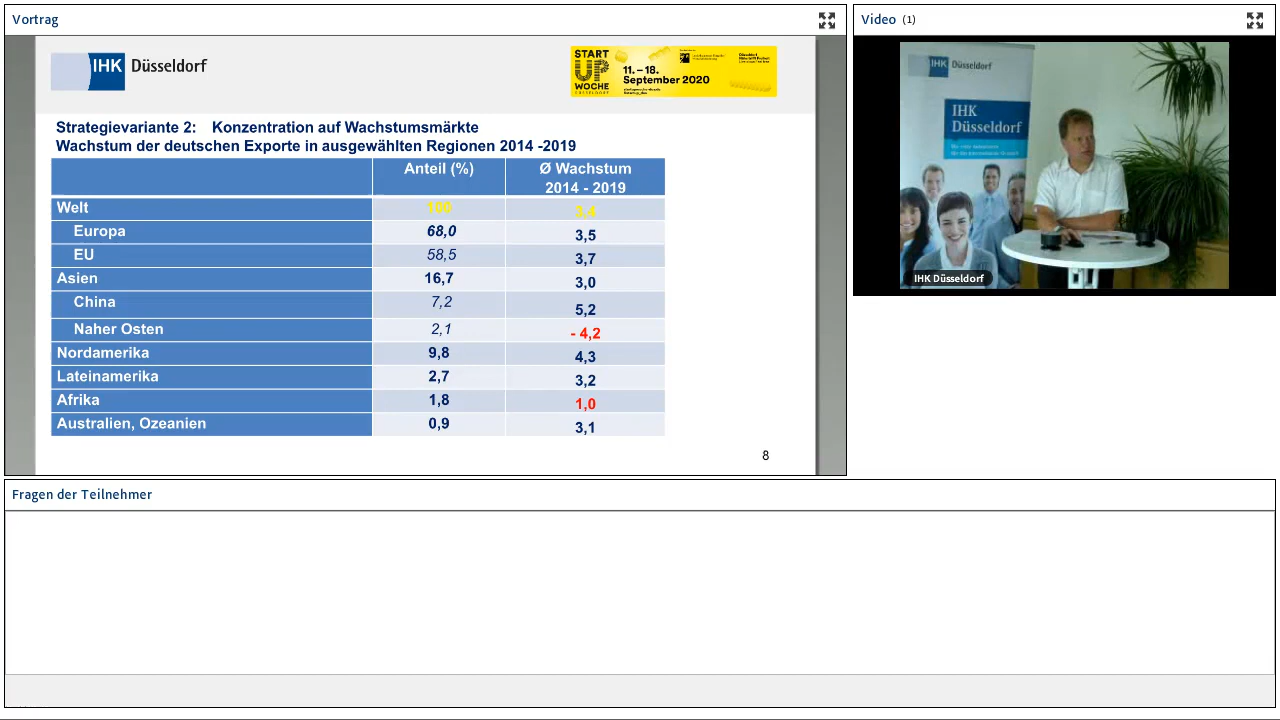 Vortrag
IHK Düsseldorf
START
UP
WOCHE
DÜSSELDORF
11. – 18.
September 2020
Strategievariante 2: Konzentration auf Wachstumsmärkte
Wachstum der deutschen Exporte in ausgewählten Regionen 2014 -2019
Anteil (%) Ø Wachstum
2014 - 2019
Welt 100 3,4
Europa 68,0 3,5
EU 58,5 3,7
Asien 16,7 3,0
China 7,2 5,2
Naher Osten 2,1 - 4,2
Nordamerika 9,8 4,3
Lateinamerika 2,7 3,2
Afrika 1,8 1,0
Australien, Ozeanien 0,9 3,1
8
Video (1)
IHK Düsseldorf
IHK
Düsseldorf
IHK Düsseldorf
Fragen der Teilnehmer